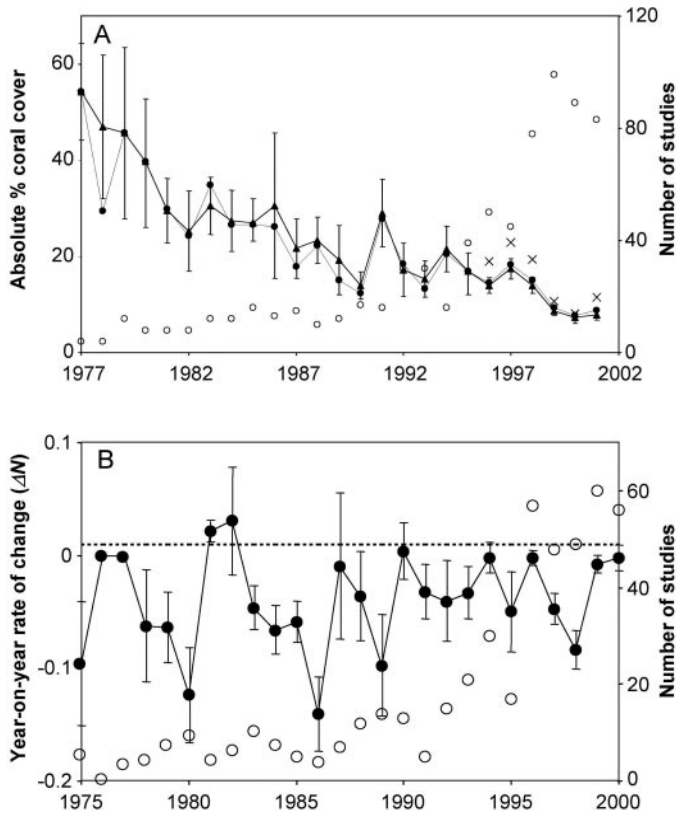 A
Absolute % coral cover
60
40
20
0
120
80
40
0
Number of studies
1977 1982 1987 1992 1997 2002
B
Year-on-year rate of change (ΔN)
0.1
0
-0.1
-0.2
70
60
40
20
0
Number of studies
1975 1980 1985 1990 1995 2000